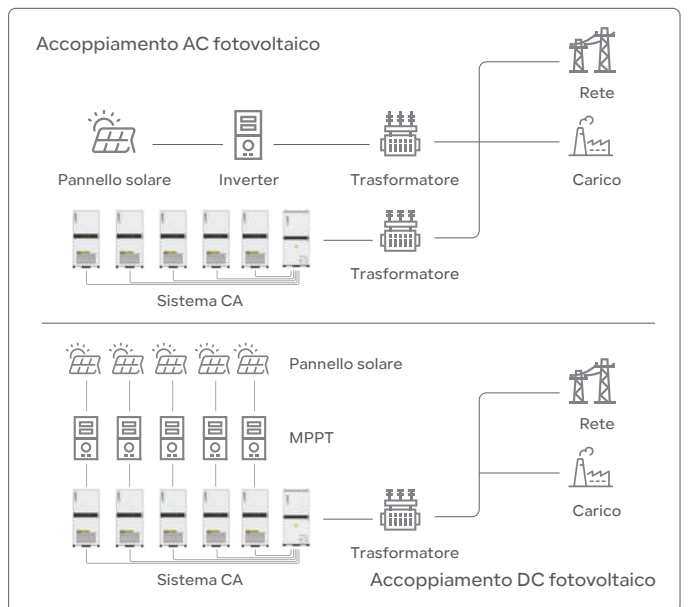 Accoppiamento AC fotovoltaico
Rete
Pannello solare
Inverter
Trasformatore
Carico
Trasformatore
Sistema CA
Pannello solare
Rete
MPPT
Carico
Trasformatore
Sistema CA
Accoppiamento DC fotovoltaico